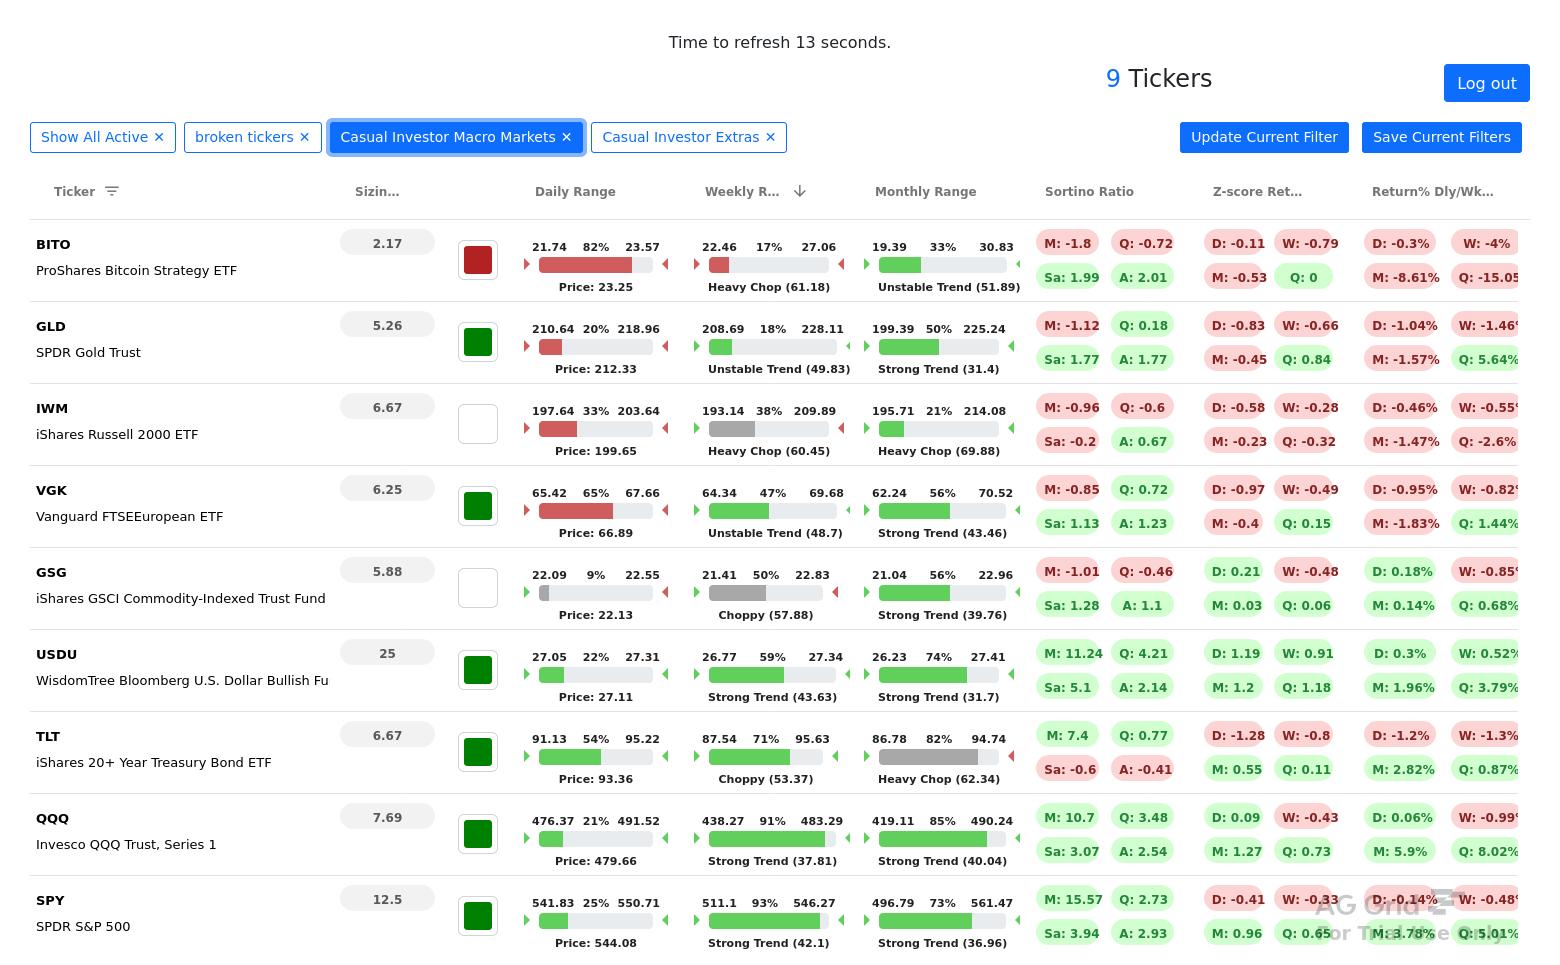 Time to refresh 13 seconds.
9 Tickers
Log out
Show All Active ✕ broken tickers ✕ Casual Investor Macro Markets ✕ Casual Investor Extras ✕ Update Current Filter Save Current Filters
Ticker Sizin... Daily Range Weekly R... Monthly Range Sortino Ratio Z-score Ret... Return% Dly/Wk...
BITO 2.17 21.74 82% 23.57 22.46 17% 27.06 19.39 33% 30.83 M: -1.8 Q: -0.72 D: -0.11 W: -0.79 D: -0.3% W: -4%
ProShares Bitcoin Strategy ETF Sa: 1.99 A: 2.01 M: -0.53 Q: 0 M: -8.61% Q: -15.05
Price: 23.25 Heavy Chop (61.18) Unstable Trend (51.89)
GLD 5.26 210.64 20% 218.96 208.69 18% 228.11 199.39 50% 225.24 M: -1.12 Q: 0.18 D: -0.83 W: -0.66 D: -1.04% W: -1.46%
SPDR Gold Trust Sa: 1.77 A: 1.77 M: -0.45 Q: 0.84 M: -1.57% Q: 5.64%
Price: 212.33 Unstable Trend (49.83) Strong Trend (31.4)
IWM 6.67 197.64 33% 203.64 193.14 38% 209.89 195.71 21% 214.08 M: -0.96 Q: -0.6 D: -0.58 W: -0.28 D: -0.46% W: -0.55%
iShares Russell 2000 ETF Sa: -0.2 A: 0.67 M: -0.23 Q: -0.32 M: -1.47% Q: -2.6%
Price: 199.65 Heavy Chop (60.45) Heavy Chop (69.88)
VGK 6.25 65.42 65% 67.66 64.34 47% 69.68 62.24 56% 70.52 M: -0.85 Q: 0.72 D: -0.97 W: -0.49 D: -0.95% W: -0.82%
Vanguard FTSEEuropean ETF Sa: 1.13 A: 1.23 M: -0.4 Q: 0.15 M: -1.83% Q: 1.44%
Price: 66.89 Unstable Trend (48.7) Strong Trend (43.46)
GSG 5.88 22.09 9% 22.55 21.41 50% 22.83 21.04 56% 22.96 M: -1.01 Q: -0.46 D: 0.21 W: -0.48 D: 0.18% W: -0.85%
iShares GSCI Commodity-Indexed Trust Fund Sa: 1.28 A: 1.1 M: 0.03 Q: 0.06 M: 0.14% Q: 0.68%
Price: 22.13 Choppy (57.88) Strong Trend (39.76)
USDU 25 27.05 22% 27.31 26.77 59% 27.34 26.23 74% 27.41 M: 11.24 Q: 4.21 D: 1.19 W: 0.91 D: 0.3% W: 0.52%
WisdomTree Bloomberg U.S. Dollar Bullish Fu Sa: 5.1 A: 2.14 M: 1.2 Q: 1.18 M: 1.96% Q: 3.79%
Price: 27.11 Strong Trend (43.63) Strong Trend (31.7)
TLT 6.67 91.13 54% 95.22 87.54 71% 95.63 86.78 82% 94.74 M: 7.4 Q: 0.77 D: -1.28 W: -0.8 D: -1.2% W: -1.3%
iShares 20+ Year Treasury Bond ETF Sa: -0.6 A: -0.41 M: 0.55 Q: 0.11 M: 2.82% Q: 0.87%
Price: 93.36 Choppy (53.37) Heavy Chop (62.34)
QQQ 7.69 476.37 21% 491.52 438.27 91% 483.29 419.11 85% 490.24 M: 10.7 Q: 3.48 D: 0.09 W: -0.43 D: 0.06% W: -0.99%
Invesco QQQ Trust, Series 1 Sa: 3.07 A: 2.54 M: 1.27 Q: 0.73 M: 5.9% Q: 8.02%
Price: 479.66 Strong Trend (37.81) Strong Trend (40.04)
SPY 12.5 541.83 25% 550.71 511.1 93% 546.27 496.79 73% 561.47 M: 15.57 Q: 2.73 D: -0.41 W: -0.33 D: -0.14% W: -0.48%
SPDR S&P 500 Sa: 3.94 A: 2.93 M: 0.96 Q: 0.65 M: 3.78% Q: 5.01%
Price: 544.08 Strong Trend (42.1) Strong Trend (36.96)
AG Grid
For Trial Use Only